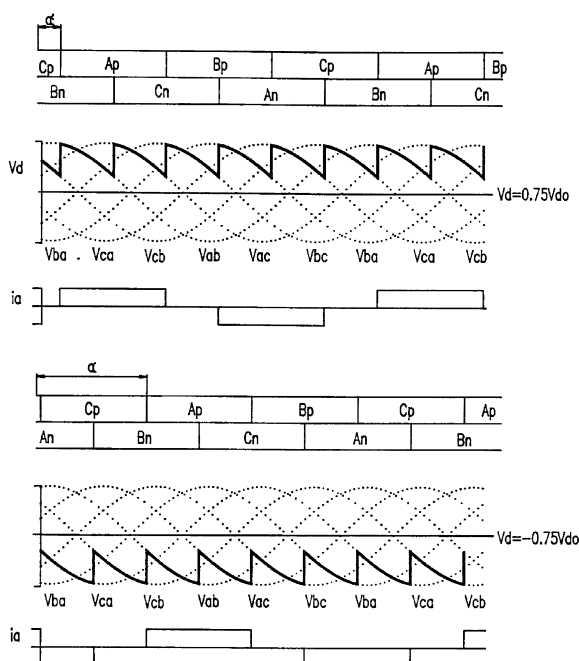 α
Cp Ap Bp Cp Ap Bp
Bn Cn An Bn Cn
Vd
Vd=0.75Vdo
Vba Vca Vcb Vab Vac Vbc Vba Vca Vcb
ia
α
Cp Ap Bp Cp Ap
An Bn Cn An Bn
Vd=-0.75Vdo
Vba Vca Vcb Vab Vac Vbc Vba Vca Vcb
ia